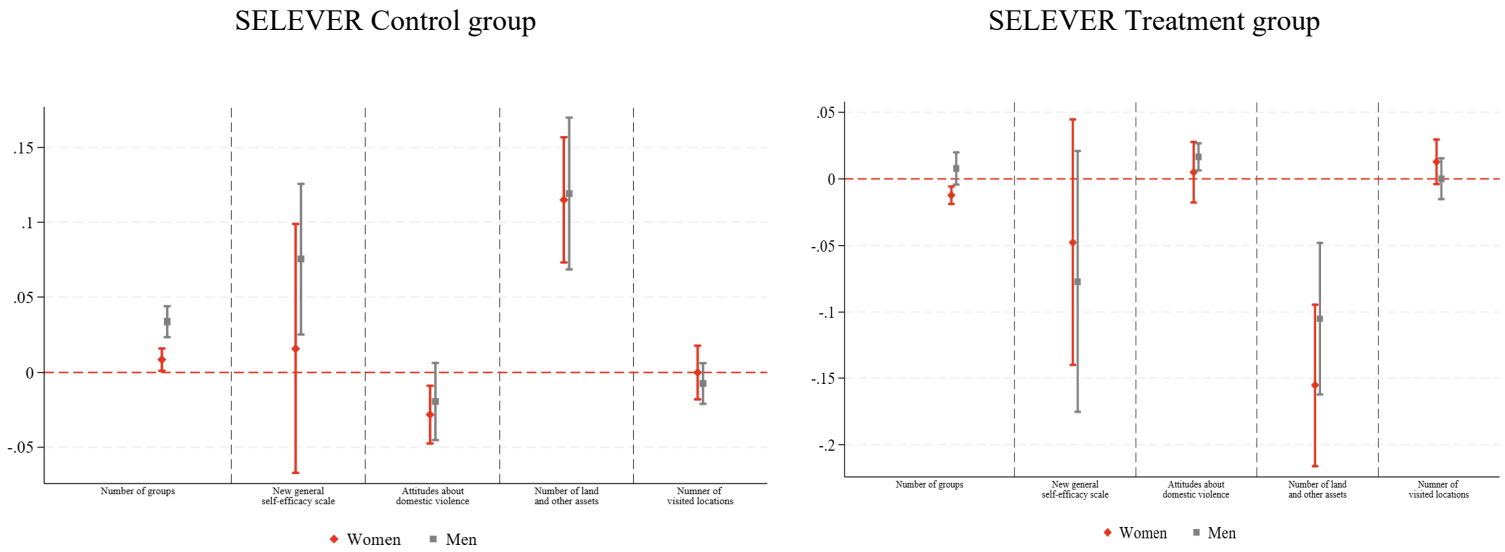 SELEVER Control group
.15
.1
.05
0
-.05
Number of groups
New general
self-efficacy scale
Attitudes about
domestic violence
Number of land
and other assets
Numner of
visited locations
Women
Men
SELEVER Treatment group
.05
0
-.05
-.1
-.15
-.2
Number of groups
New general
self-efficacy scale
Attitudes about
domestic violence
Number of land
and other assets
Numner of
visited locations
Women
Men